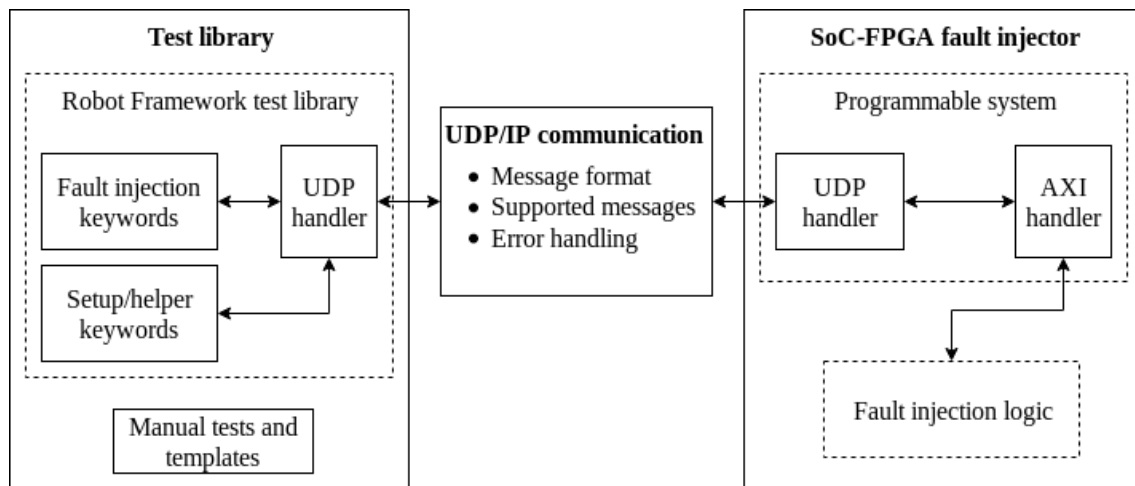 Test library
Robot Framework test library
Fault injection
keywords
UDP
handler
Setup/helper
keywords
Manual tests and
templates
UDP/IP communication
• Message format
• Supported messages
• Error handling
SoC-FPGA fault injector
Programmable system
UDP
handler
AXI
handler
Fault injection logic